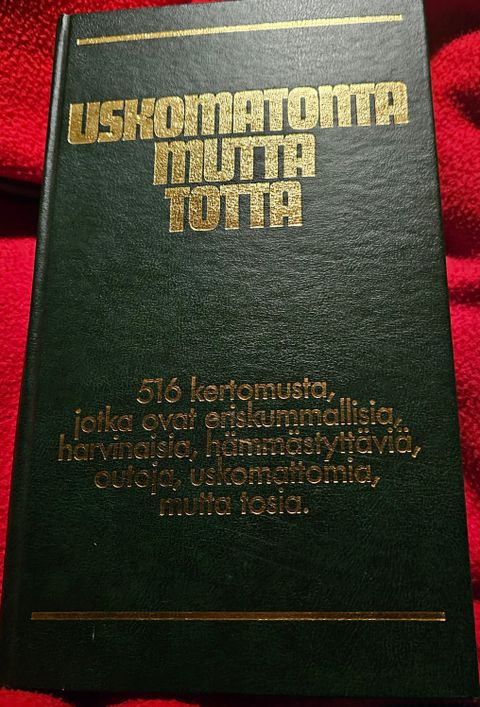 USKOMATONTA
MUTTA
TOTTA
516 kertomusta,
jotka ovat eriskummallisia,
harvinaisia, hämmästyttäviä,
outoja, uskomattomia,
mutta tosia.